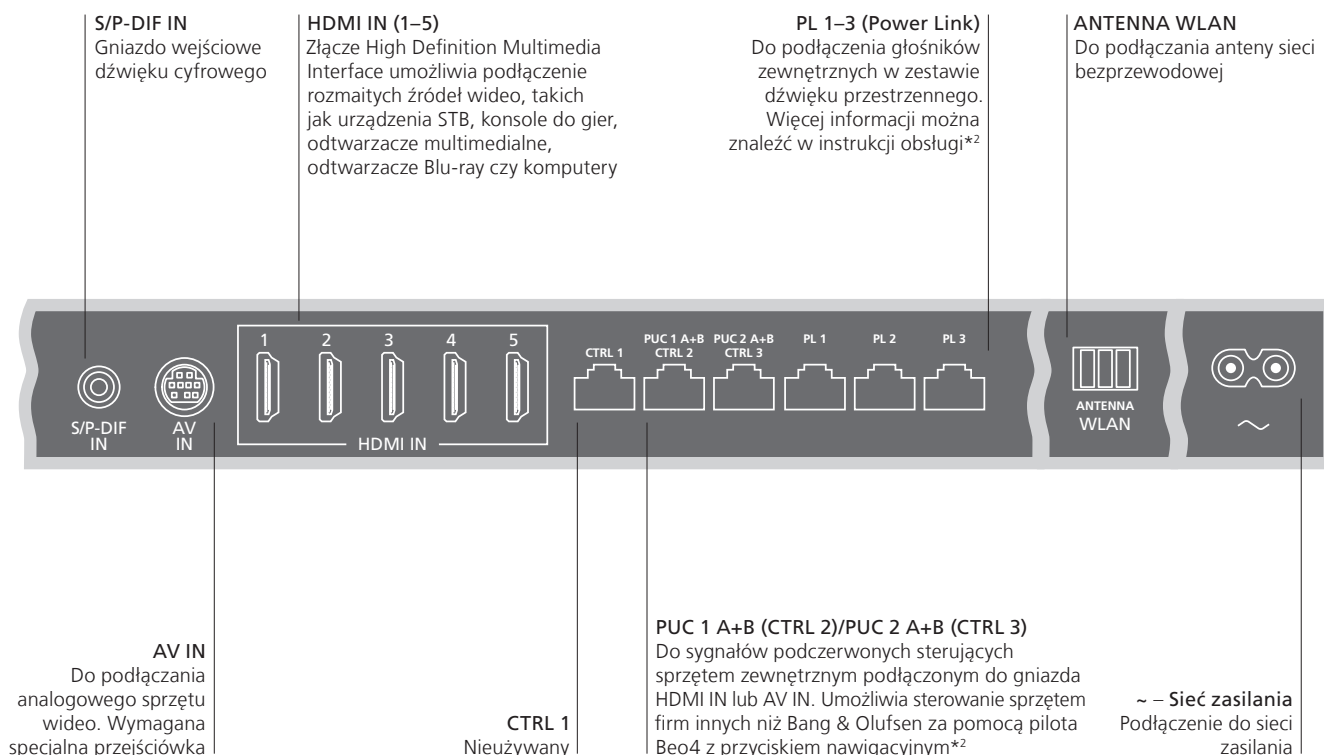 S/P-DIF IN
Gniazdo wejściowe
dźwięku cyfrowego
HDMI IN (1–5)
Złącze High Definition Multimedia
Interface umożliwia podłączenie
rozmaitych źródeł wideo, takich
jak urządzenia STB, konsole do gier,
odtwarzacze multimedialne,
odtwarzacze Blu-ray czy komputery
PL 1–3 (Power Link)
Do podłączenia głośników
zewnętrznych w zestawie
dźwięku przestrzennego.
Więcej informacji można
znaleźć w instrukcji obsługi*2
ANTENNA WLAN
Do podłączania anteny sieci
bezprzewodowej
S/P-DIF
IN
AV
IN
1 2 3 4 5
HDMI IN
CTRL 1
PUC 1 A+B
CTRL 2
PUC 2 A+B
CTRL 3
PL 1
PL 2
PL 3
ANTENNA
WLAN
~
AV IN
Do podłączania
analogowego sprzętu
wideo. Wymagana
specjalna przejściówka
CTRL 1
Nieużywany
PUC 1 A+B (CTRL 2)/PUC 2 A+B (CTRL 3)
Do sygnałów podczerwonych sterujących
sprzętem zewnętrznym podłączonym do gniazda
HDMI IN lub AV IN. Umożliwia sterowanie sprzętem
firm innych niż Bang & Olufsen za pomocą pilota
Beo4 z przyciskiem nawigacyjnym*2
~ – Sieć zasilania
Podłączenie do sieci
zasilania